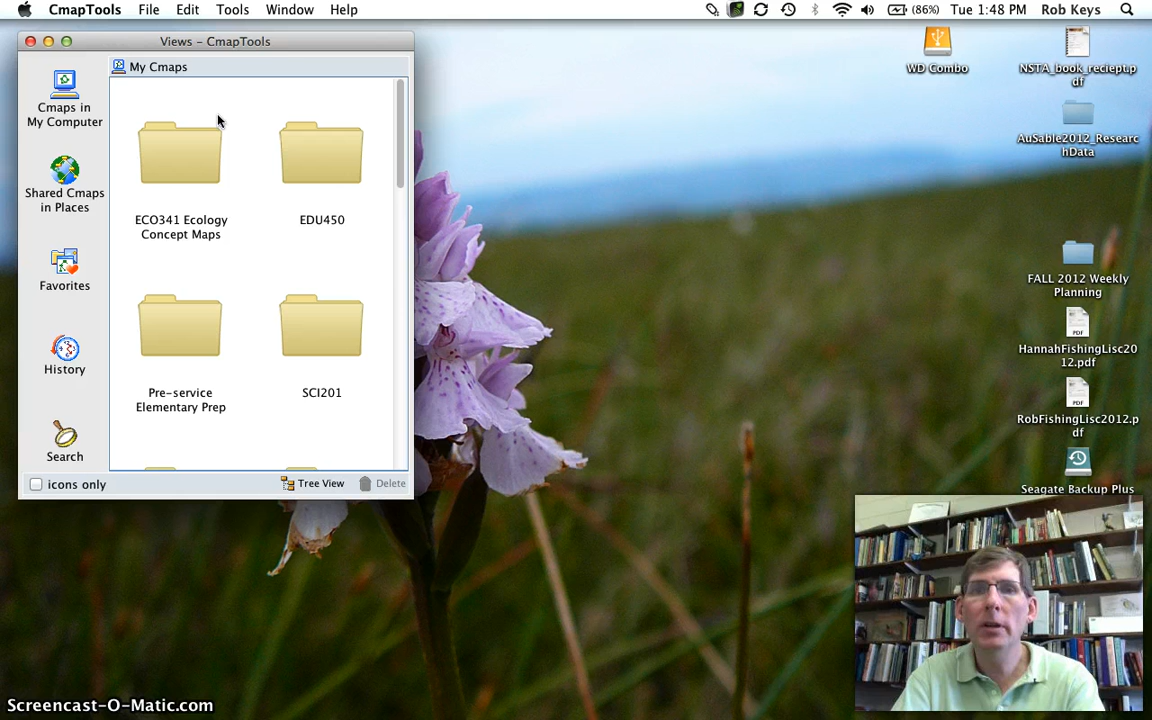 CmapTools File Edit Tools Window Help (86%) Tue 1:48 PM Rob Keys
Views – CmapTools
My Cmaps
Cmaps in
My Computer
Shared Cmaps
in Places
Favorites
History
Search
ECO341 Ecology
Concept Maps
EDU450
Pre-service
Elementary Prep
SCI201
icons only
Tree View
Delete
WD Combo
NSTA_book_reciept.p
df
AuSable2012_Researc
hData
FALL 2012 Weekly
Planning
PDF
HannahFishingLisc20
12.pdf
PDF
RobFishingLisc2012.p
df
Seagate Backup Plus
Screencast-O-Matic.com